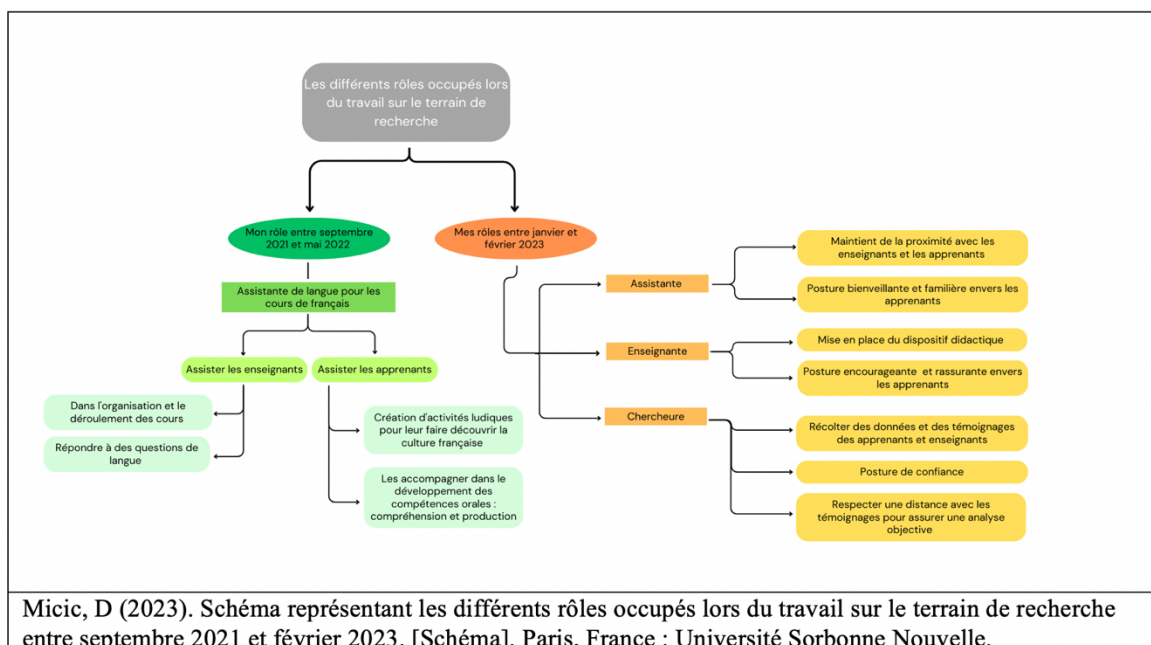 Les différents rôles occupés lors
du travail sur le terrain de
recherche
Mon rôle entre septembre
2021 et mai 2022
Assistante de langue pour les
cours de français
Assister les enseignants
Dans l'organisation et le
déroulement des cours
Répondre à des questions de
langue
Assister les apprenants
Création d'activités ludiques
pour leur faire découvrir la
culture française
Les accompagner dans le
développement des
compétences orales :
compréhension et production
Mes rôles entre janvier et
février 2023
Assistante
Maintient de la proximité avec les
enseignants et les apprenants
Posture bienveillante et familière envers les
apprenants
Enseignante
Mise en place du dispositif didactique
Posture encourageante et rassurante envers
les apprenants
Chercheure
Récolter des données et des témoignages
des apprenants et enseignants
Posture de confiance
Respecter une distance avec les
témoignages pour assurer une analyse
objective
Micic, D (2023). Schéma représentant les différents rôles occupés lors du travail sur le terrain de recherche
entre septembre 2021 et février 2023. [Schéma]. Paris, France : Université Sorbonne Nouvelle.